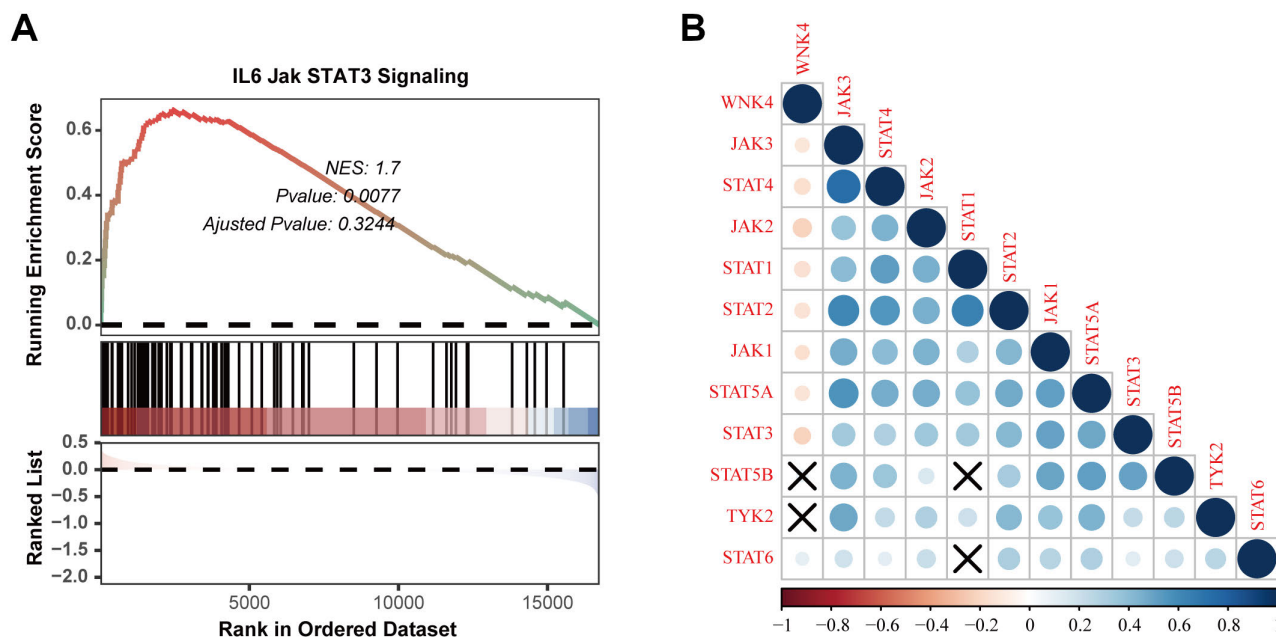 A
IL6 Jak STAT3 Signaling
Running Enrichment Score
0.6
0.4
0.2
0.0
NES: 1.7
Pvalue: 0.0077
Ajusted Pvalue: 0.3244
Ranked List
0.5
0.0
−0.5
−1.0
−1.5
−2.0
5000
10000
15000
Rank in Ordered Dataset
B
WNK4
JAK3
STAT4
JAK2
STAT1
STAT2
JAK1
STAT5A
STAT3
STAT5B
TYK2
STAT6
WNK4
JAK3
STAT4
JAK2
STAT1
STAT2
JAK1
STAT5A
STAT3
STAT5B
TYK2
STAT6
−1 −0.8 −0.6 −0.4 −0.2 0 0.2 0.4 0.6 0.8